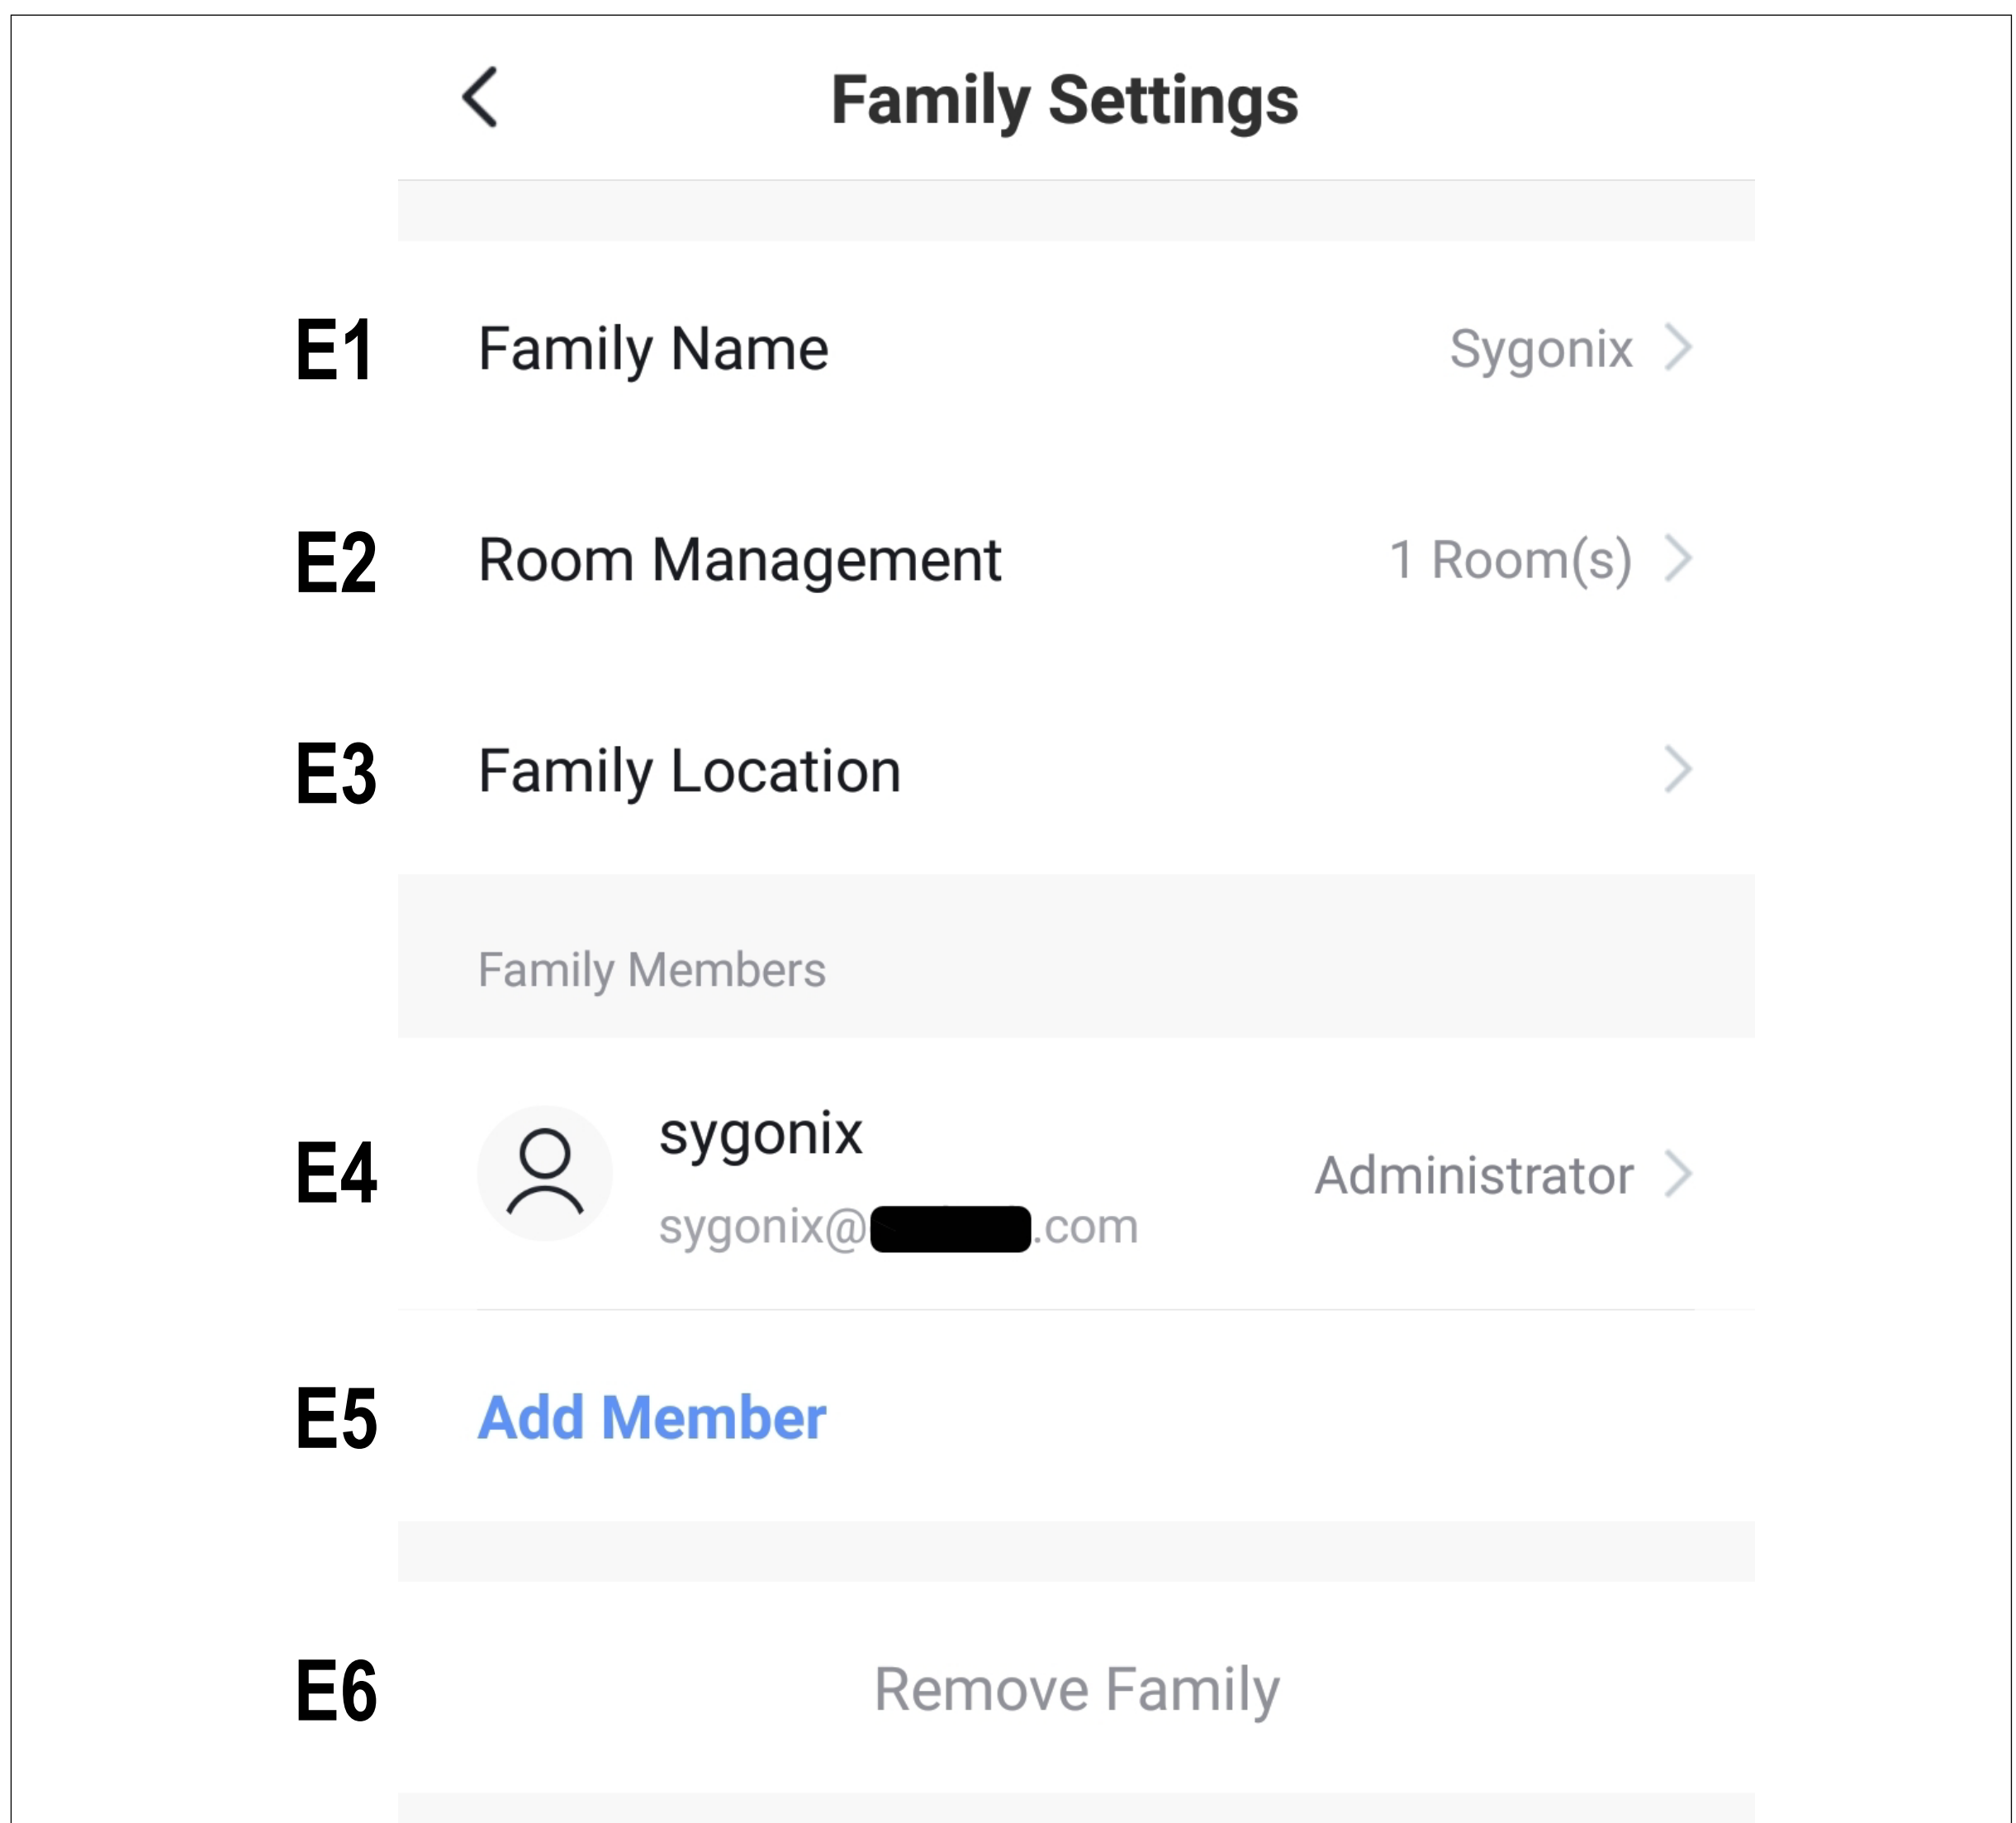 Family Settings
E1 Family Name Sygonix
E2 Room Management 1 Room(s)
E3 Family Location
Family Members
E4 sygonix Administrator
sygonix@ .com
E5 Add Member
E6 Remove Family